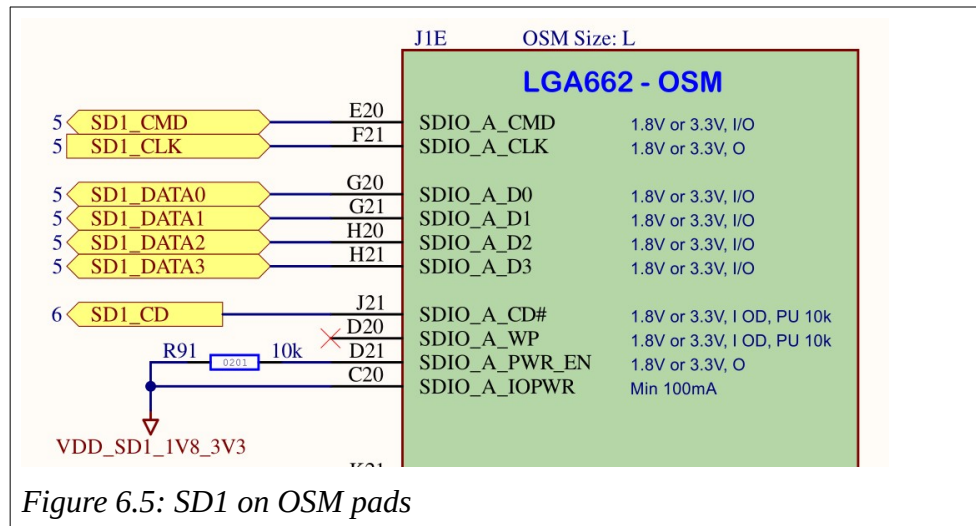 J1E OSM Size: L
LGA662 - OSM
5 SD1_CMD E20 SDIO_A_CMD 1.8V or 3.3V, I/O
5 SD1_CLK F21 SDIO_A_CLK 1.8V or 3.3V, O
5 SD1_DATA0 G20 SDIO_A_D0 1.8V or 3.3V, I/O
5 SD1_DATA1 G21 SDIO_A_D1 1.8V or 3.3V, I/O
5 SD1_DATA2 H20 SDIO_A_D2 1.8V or 3.3V, I/O
5 SD1_DATA3 H21 SDIO_A_D3 1.8V or 3.3V, I/O
6 SD1_CD J21 SDIO_A_CD# 1.8V or 3.3V, I OD, PU 10k
D20 SDIO_A_WP 1.8V or 3.3V, I OD, PU 10k
R91 0201 10k D21 SDIO_A_PWR_EN 1.8V or 3.3V, O
C20 SDIO_A_IOPWR Min 100mA
VDD_SD1_1V8_3V3
Figure 6.5: SD1 on OSM pads